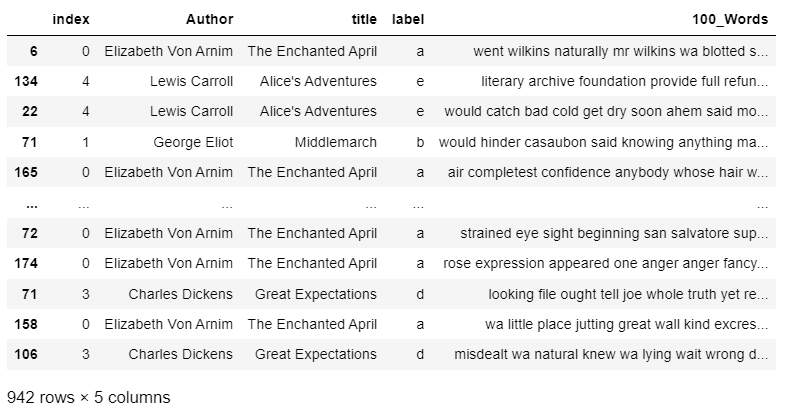 index Author title label 100_Words
6 0 Elizabeth Von Arnim The Enchanted April a went wilkins naturally mr wilkins wa blotted s...
134 4 Lewis Carroll Alice's Adventures e literary archive foundation provide full refun...
22 4 Lewis Carroll Alice's Adventures e would catch bad cold get dry soon ahem said mo...
71 1 George Eliot Middlemarch b would hinder casaubon said knowing anything ma...
165 0 Elizabeth Von Arnim The Enchanted April a air completest confidence anybody whose hair w...
... ... ... ... ... ...
72 0 Elizabeth Von Arnim The Enchanted April a strained eye sight beginning san salvatore sup...
174 0 Elizabeth Von Arnim The Enchanted April a rose expression appeared one anger anger fancy...
71 3 Charles Dickens Great Expectations d looking file ought tell joe whole truth yet re...
158 0 Elizabeth Von Arnim The Enchanted April a wa little place jutting great wall kind excres...
106 3 Charles Dickens Great Expectations d misdealt wa natural knew wa lying wait wrong d...
942 rows × 5 columns